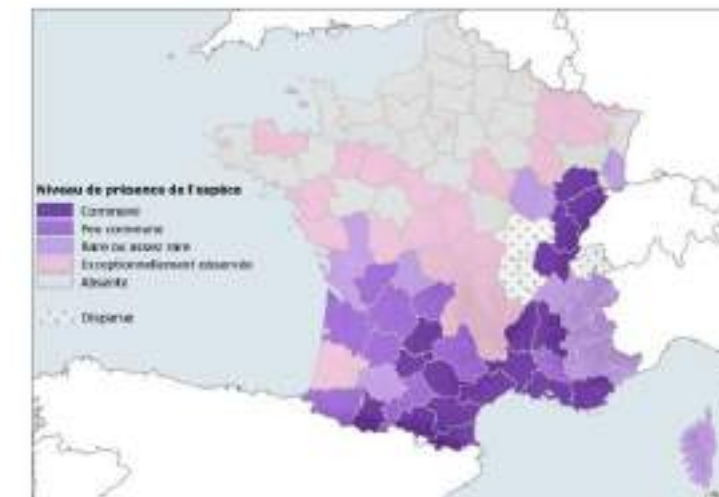 Niveau de présence de l'espèce
Commune
Peu commune
Rare ou assez rare
Exceptionnellement observée
Absente
Disparue